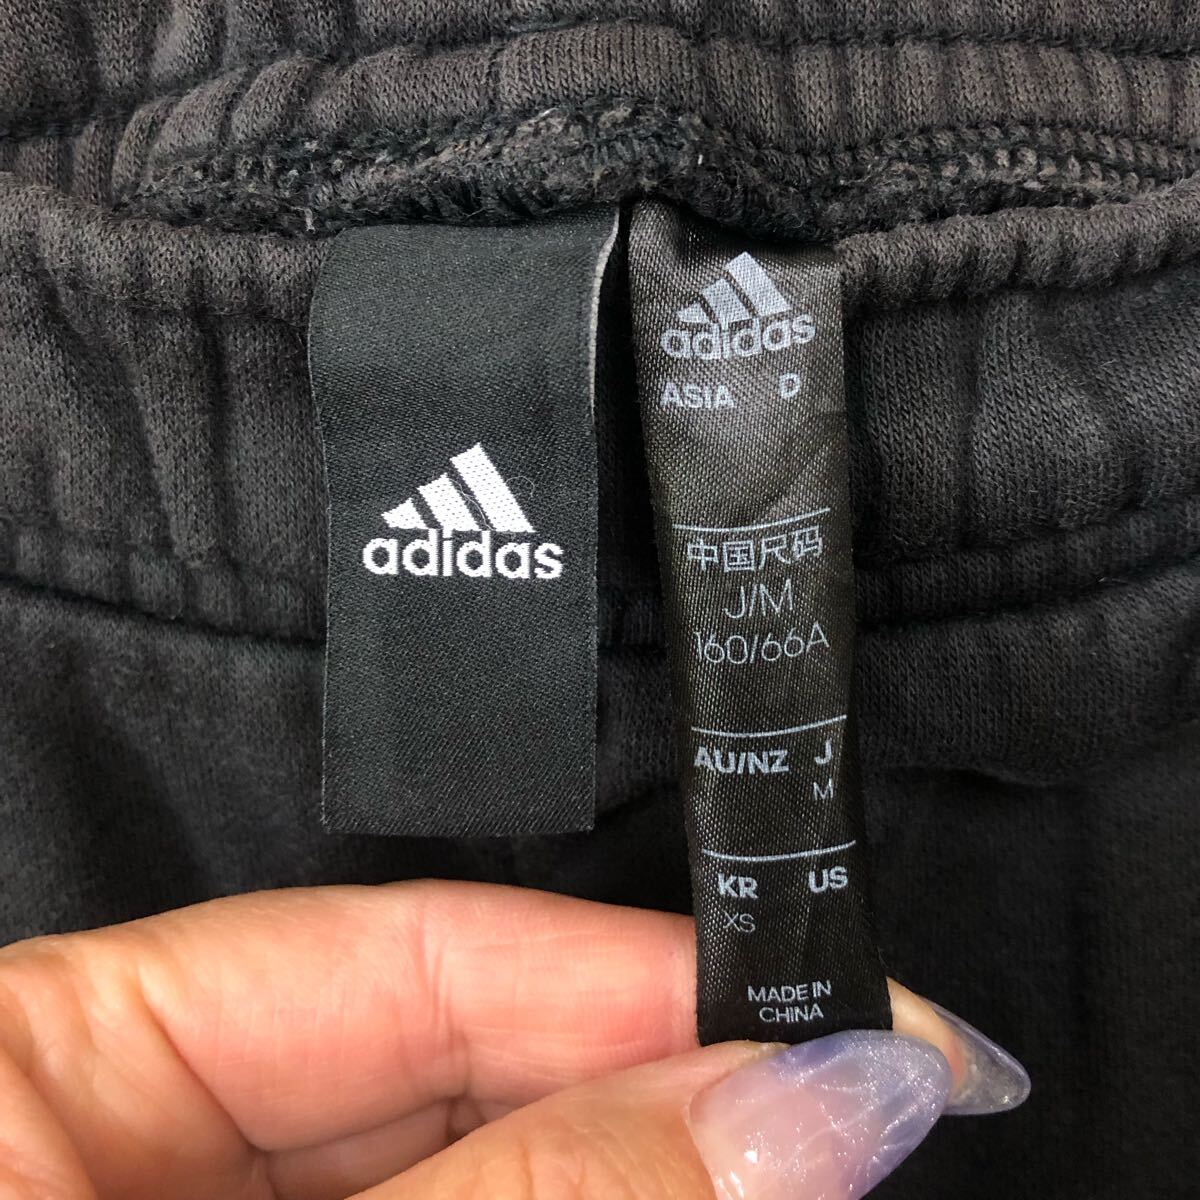 adidas
adidas
ASIA D
中国尺码
J/M
160/66A
AU/NZ J
M
KR US
XS
MADE IN
CHINA